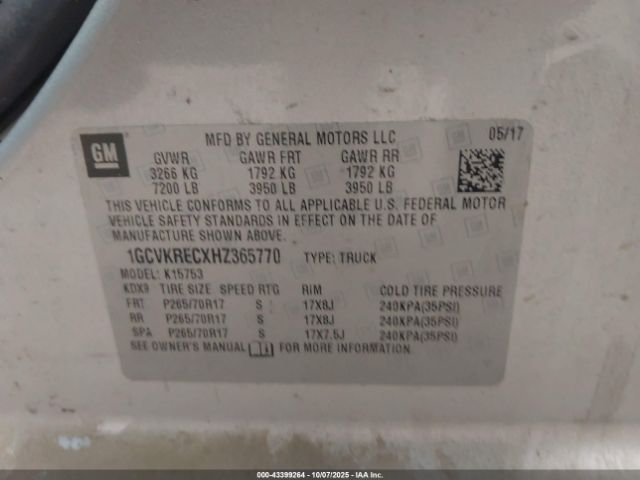 GM
MFD BY GENERAL MOTORS LLC 05/17
GVWR GAWR FRT GAWR RR
3266 KG 1792 KG 1792 KG
7200 LB 3950 LB 3950 LB
THIS VEHICLE CONFORMS TO ALL APPLICABLE U.S. FEDERAL MOTOR
VEHICLE SAFETY STANDARDS IN EFFECT ON THE DATE OF
MANUFACTURE SHOWN ABOVE.
1GCVKRECXHZ365770 TYPE: TRUCK
MODEL: K15753
KDX9 TIRE SIZE SPEED RTG RIM COLD TIRE PRESSURE
FRT P265/70R17 S 17X8J 240KPA(35PSI)
RR P265/70R17 S 17X8J 240KPA(35PSI)
SPA P265/70R17 S 17X7.5J 240KPA(35PSI)
SEE OWNER'S MANUAL FOR MORE INFORMATION.
000-43399264 - 10/07/2025 - IAA Inc.